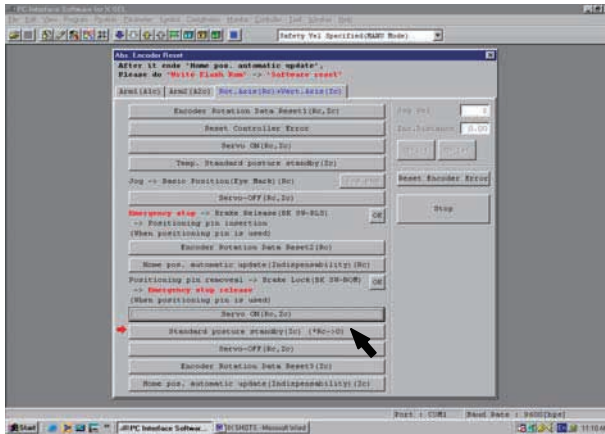 PC Interface Software for X-SEL
Safety Vel Specified(MANU Mode)
Abs. Encoder Reset
After it ends "Home pos. automatic update",
Please do "Write Flash Rom" -> "Software reset"
Arm1(A1c) Arm2(A2c) Rot.Axis(Rc)+Vert.Axis(Zc)
Encoder Rotation Data Reset1(Rc,Zc)
Reset Controller Error
Servo ON(Rc,Zc)
Temp. Standard posture standby(Zc)
Jog -> Basic Position(Eye Mark)(Rc)
Servo-OFF(Rc,Zc)
Emergency stop -> Brake Release(BK SW-RLS) OK
-> Positioning pin insertion
(When positioning pin is used)
Encoder Rotation Data Reset2(Rc)
Home pos. automatic update(Indispensability)(Rc)
Positioning pin removeal -> Brake Lock(BK SW-NOM) OK
-> Emergency stop release
(When positioning pin is used)
Servo ON(Rc,Zc)
Standard posture standby(Zc) (*Rc->0)
Servo-OFF(Rc,Zc)
Encoder Rotation Data Reset3(Zc)
Home pos. automatic update(Indispensability)(Zc)
Jog Vel
Inc.Distance 0.00
Reset Encoder Error
Stop
Port : COM1 Baud Rate : 9600[bps]
Start PC Interface Softwar... 11:10